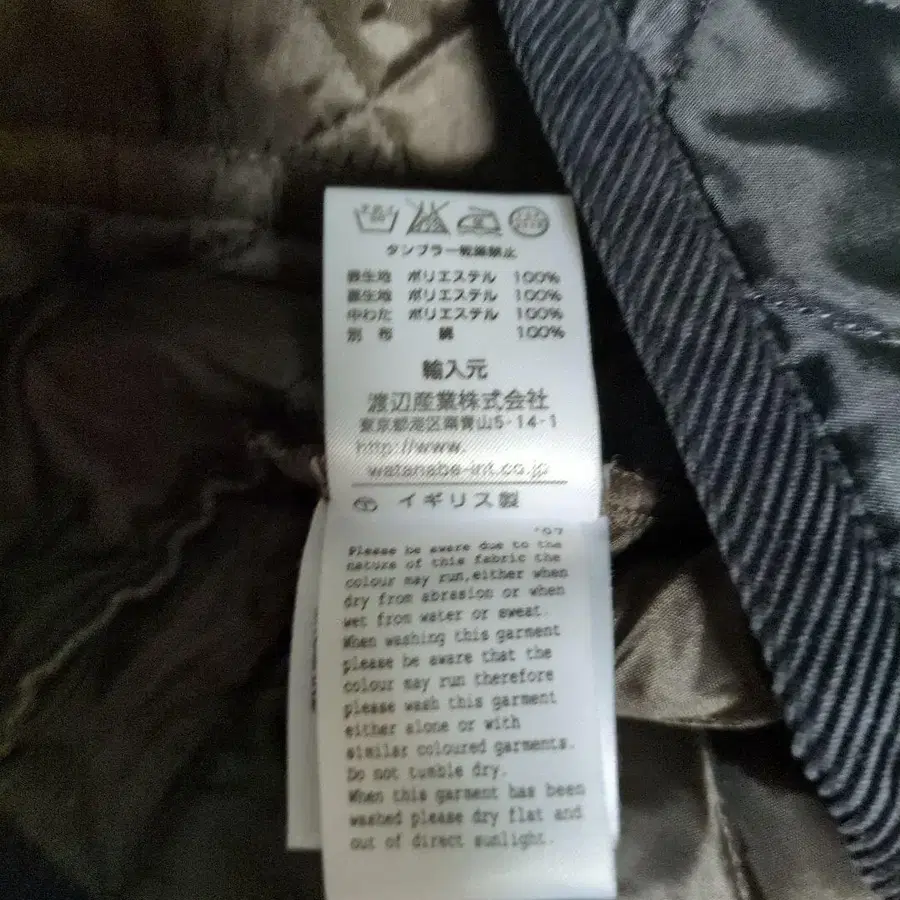 タンブラー乾燥禁止
表生地 ポリエステル 100%
裏生地 ポリエステル 100%
中わた ポリエステル 100%
別 布 綿 100%
輸入元
渡辺産業株式会社
東京都港区南青山5-14-1
http://www.
watanabe-int.co.jp
イギリス製
'07
Please be aware due to the
nature of this fabric the
colour may run,either when
dry from abrasion or when
wet from water or sweat.
When washing this garment
please be aware that the
colour may run therefore
please wash this garment
either alone or with
similar coloured garments.
Do not tumble dry.
When this garment has been
washed please dry flat and
out of direct sunlight.